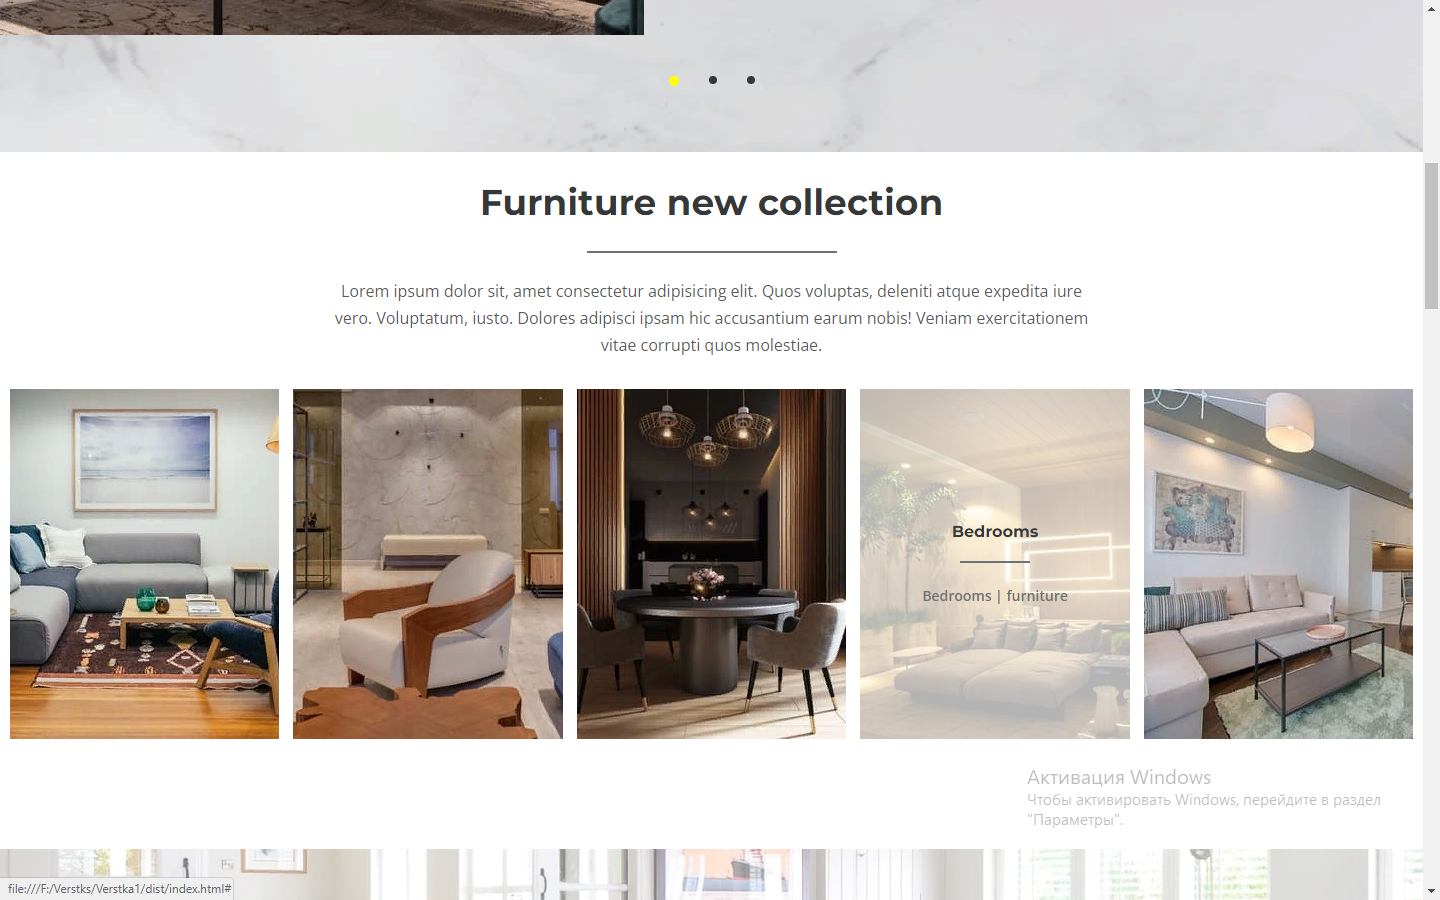 Furniture new collection
Lorem ipsum dolor sit, amet consectetur adipisicing elit. Quos voluptas, deleniti atque expedita iure
vero. Voluptatum, iusto. Dolores adipisci ipsam hic accusantium earum nobis! Veniam exercitationem
vitae corrupti quos molestiae.
Bedrooms
Bedrooms | furniture
Активация Windows
Чтобы активировать Windows, перейдите в раздел
"Параметры".
file:///F:/Verstks/Verstka1/dist/index.html#